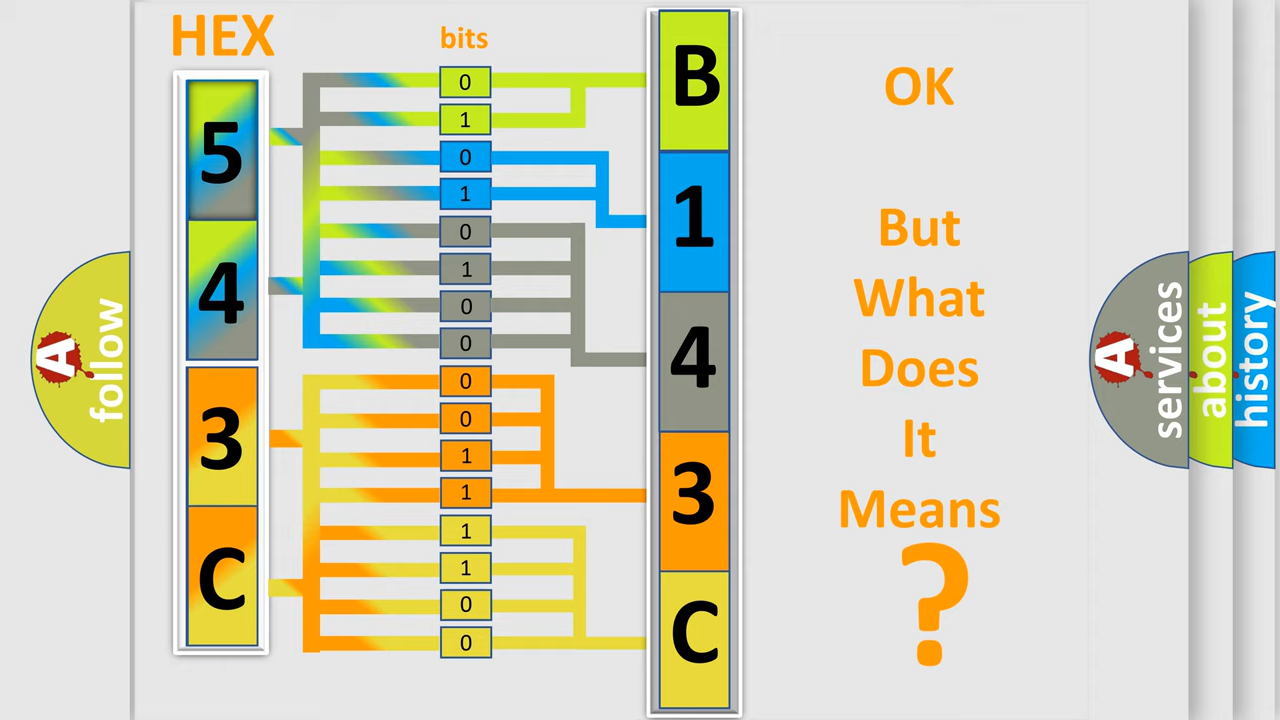 HEX
bits
5
4
3
C
0
1
0
1
0
1
0
0
0
0
1
1
1
1
0
0
B
1
4
3
C
OK
But
What
Does
It
Means
?
A
follow
A
services
about
history